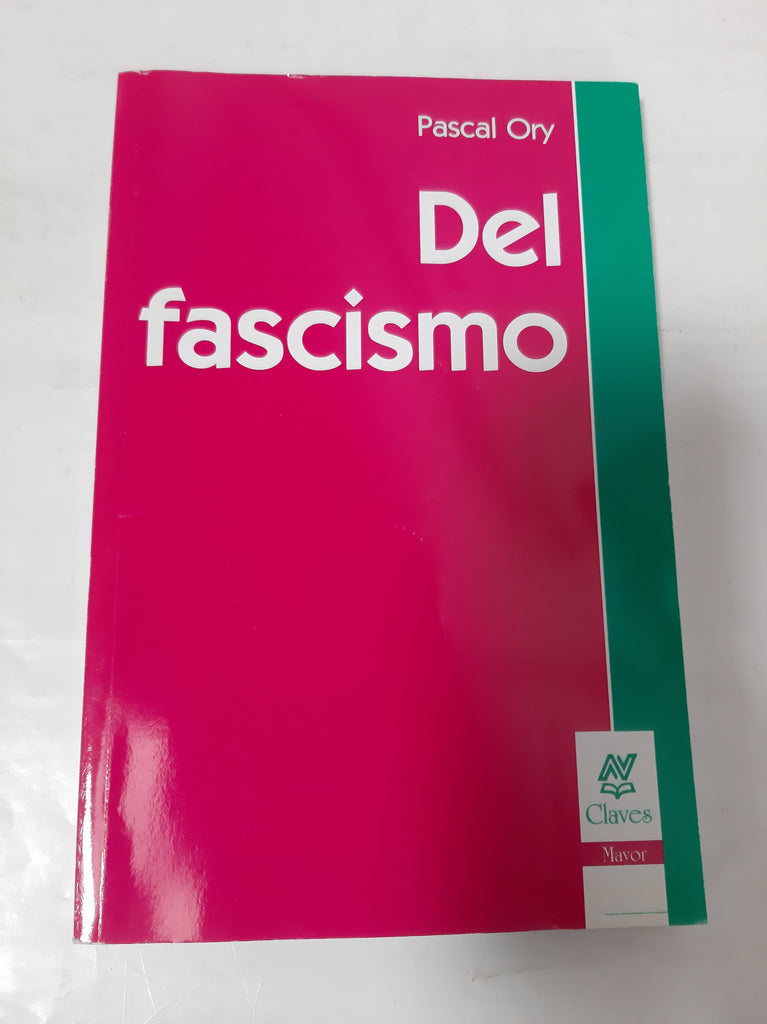 Pascal Ory
Del
fascismo
Claves
Mayor